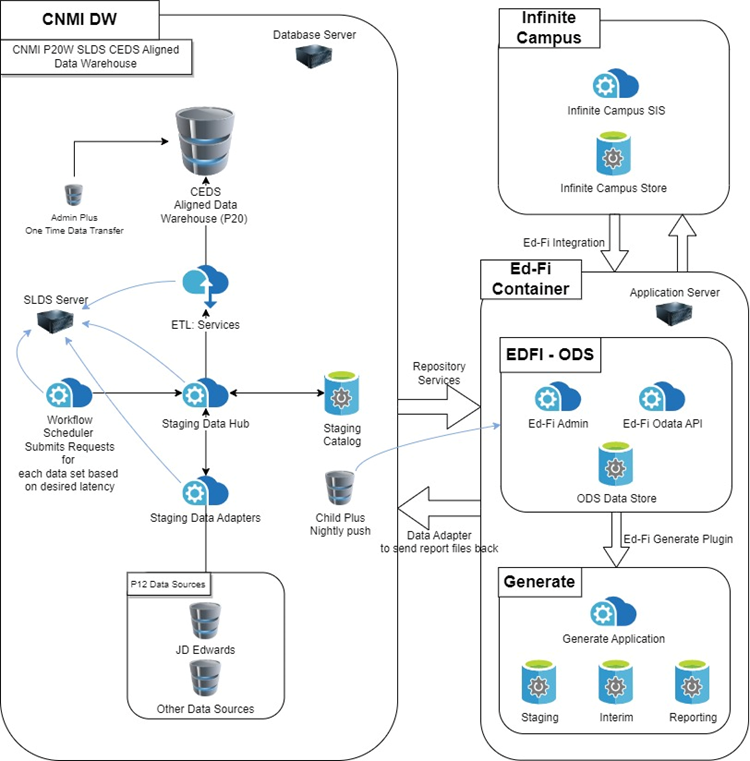 CNMI DW
CNMI P20W SLDS CEDS Aligned
Data Warehouse
Database Server
CEDS
Aligned Data
Warehouse (P20)
Admin Plus
One Time Data Transfer
SLDS Server
ETL: Services
Workflow
Scheduler
Submits Requests
for
each data set based
on desired latency
Staging Data Hub
Staging
Catalog
Staging Data Adapters
Child Plus
Nightly push
P12 Data Sources
JD Edwards
Other Data Sources
Repository
Services
Data Adapter
to send report files back
Infinite
Campus
Infinite Campus SIS
Infinite Campus Store
Ed-Fi Integration
Ed-Fi
Container
Application Server
EDFI - ODS
Ed-Fi Admin
Ed-Fi Odata API
ODS Data Store
Ed-Fi Generate Plugin
Generate
Generate Application
Staging
Interim
Reporting